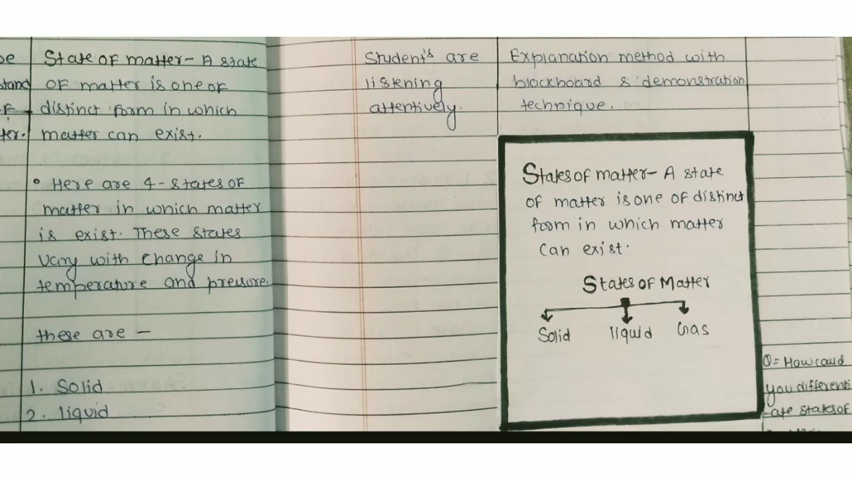 State of matter- A state
of matter is one of
distinct form in which
matter can exist.
• Here are 4-states of
matter in which matter
is exist. These states
vary with change in
temperature and pressure.
these are -
1. Solid
2. liquid
Student's are
listening
attentively.
Explanation method with
blackboard & demonstration
technique.
States of matter- A state
of matter is one of distinct
form in which matter
can exist.
States of Matter
Solid liquid Gas
Q= How could
you differenti
-ate states of